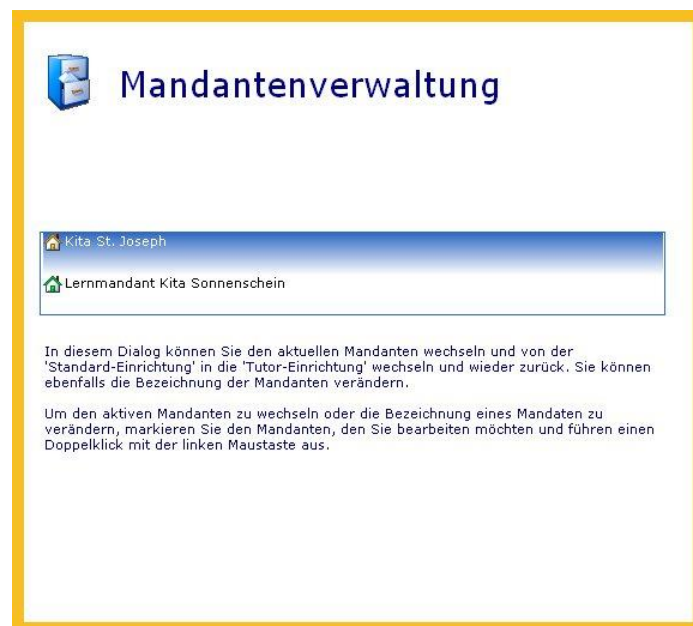 Mandantenverwaltung
Kita St. Joseph
Lernmandant Kita Sonnenschein
In diesem Dialog können Sie den aktuellen Mandanten wechseln und von der
'Standard-Einrichtung' in die 'Tutor-Einrichtung' wechseln und wieder zurück. Sie können
ebenfalls die Bezeichnung der Mandanten verändern.
Um den aktiven Mandanten zu wechseln oder die Bezeichnung eines Mandaten zu
verändern, markieren Sie den Mandanten, den Sie bearbeiten möchten und führen einen
Doppelklick mit der linken Maustaste aus.